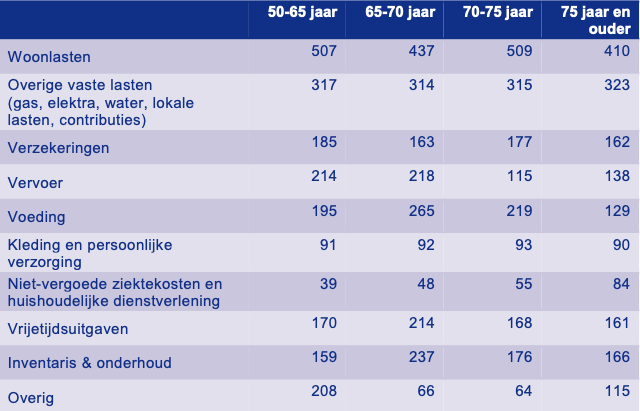 50-65 jaar 65-70 jaar 70-75 jaar 75 jaar en
ouder
Woonlasten 507 437 509 410
Overige vaste lasten 317 314 315 323
(gas, elektra, water, lokale
lasten, contributies)
Verzekeringen 185 163 177 162
Vervoer 214 218 115 138
Voeding 195 265 219 129
Kleding en persoonlijke 91 92 93 90
verzorging
Niet-vergoede ziektekosten en 39 48 55 84
huishoudelijke dienstverlening
Vrijetijdsuitgaven 170 214 168 161
Inventaris & onderhoud 159 237 176 166
Overig 208 66 64 115